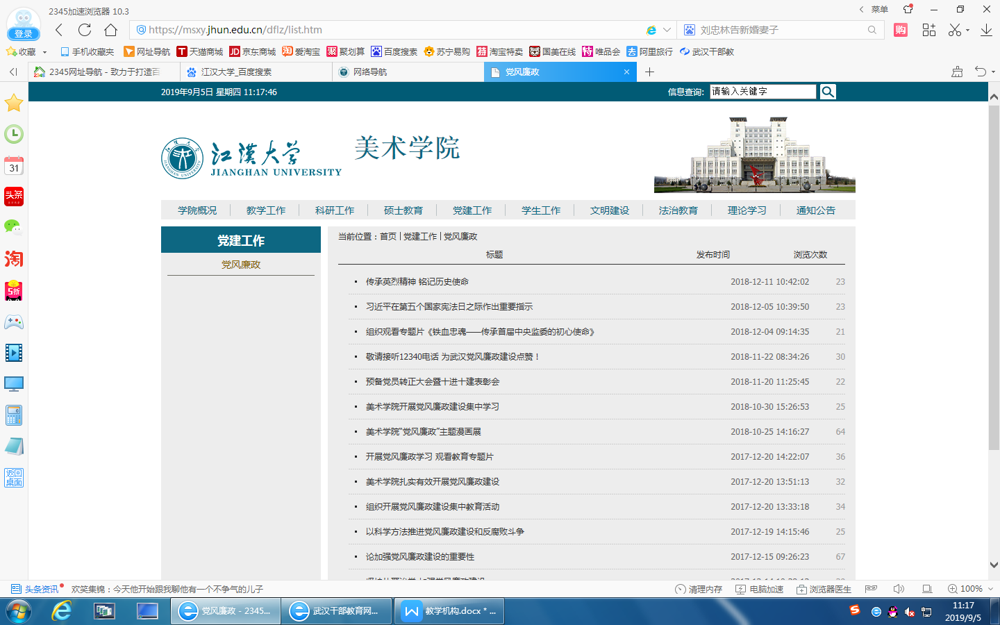 2345加速浏览器 10.3
菜单
登录
https://msxy.jhun.edu.cn/dflz/list.htm
刘忠林告新婚妻子
购
收藏
手机收藏夹
网址导航
天猫商城
京东商城
爱淘宝
聚划算
百度搜索
苏宁易购
淘宝特卖
国美在线
唯品会
阿里旅行
武汉干部教
2345网址导航 - 致力于打造百
江汉大学_百度搜索
网络导航
党风廉政
2019年9月5日 星期四 11:17:46
信息查询:
请输入关键字
江漢大学
JIANGHAN UNIVERSITY
美术学院
31
头条
淘
5折
返回
桌面
学院概况
教学工作
科研工作
硕士教育
党建工作
学生工作
文明建设
法治教育
理论学习
通知公告
党建工作
党风廉政
当前位置：首页 | 党建工作 | 党风廉政
标题 发布时间 浏览次数
传承英烈精神 铭记历史使命 2018-12-11 10:42:02 23
习近平在第五个国家宪法日之际作出重要指示 2018-12-05 10:39:50 23
组织观看专题片《铁血忠魂——传承首届中央监委的初心使命》 2018-12-04 09:14:35 21
敬请接听12340电话 为武汉党风廉政建设点赞！ 2018-11-22 08:34:26 30
预备党员转正大会暨十进十建表彰会 2018-11-20 11:25:45 22
美术学院开展党风廉政建设集中学习 2018-10-30 15:26:53 25
美术学院“党风廉政”主题漫画展 2018-10-25 14:16:27 64
开展党风廉政学习 观看教育专题片 2017-12-20 14:22:07 36
美术学院扎实有效开展党风廉政建设 2017-12-20 13:51:13 32
组织开展党风廉政建设集中教育活动 2017-12-20 13:33:18 34
以科学方法推进党风廉政建设和反腐败斗争 2017-12-19 14:15:46 25
论加强党风廉政建设的重要性 2017-12-15 09:26:23 67
头条资讯
欢笑集锦：今天他开始跟我聊他有一个不争气的儿子
清理内存
电脑加速
浏览器医生
100%
党风廉政 - 2345...
武汉干部教育网...
教学机构.docx * ...
11:17
2019/9/5